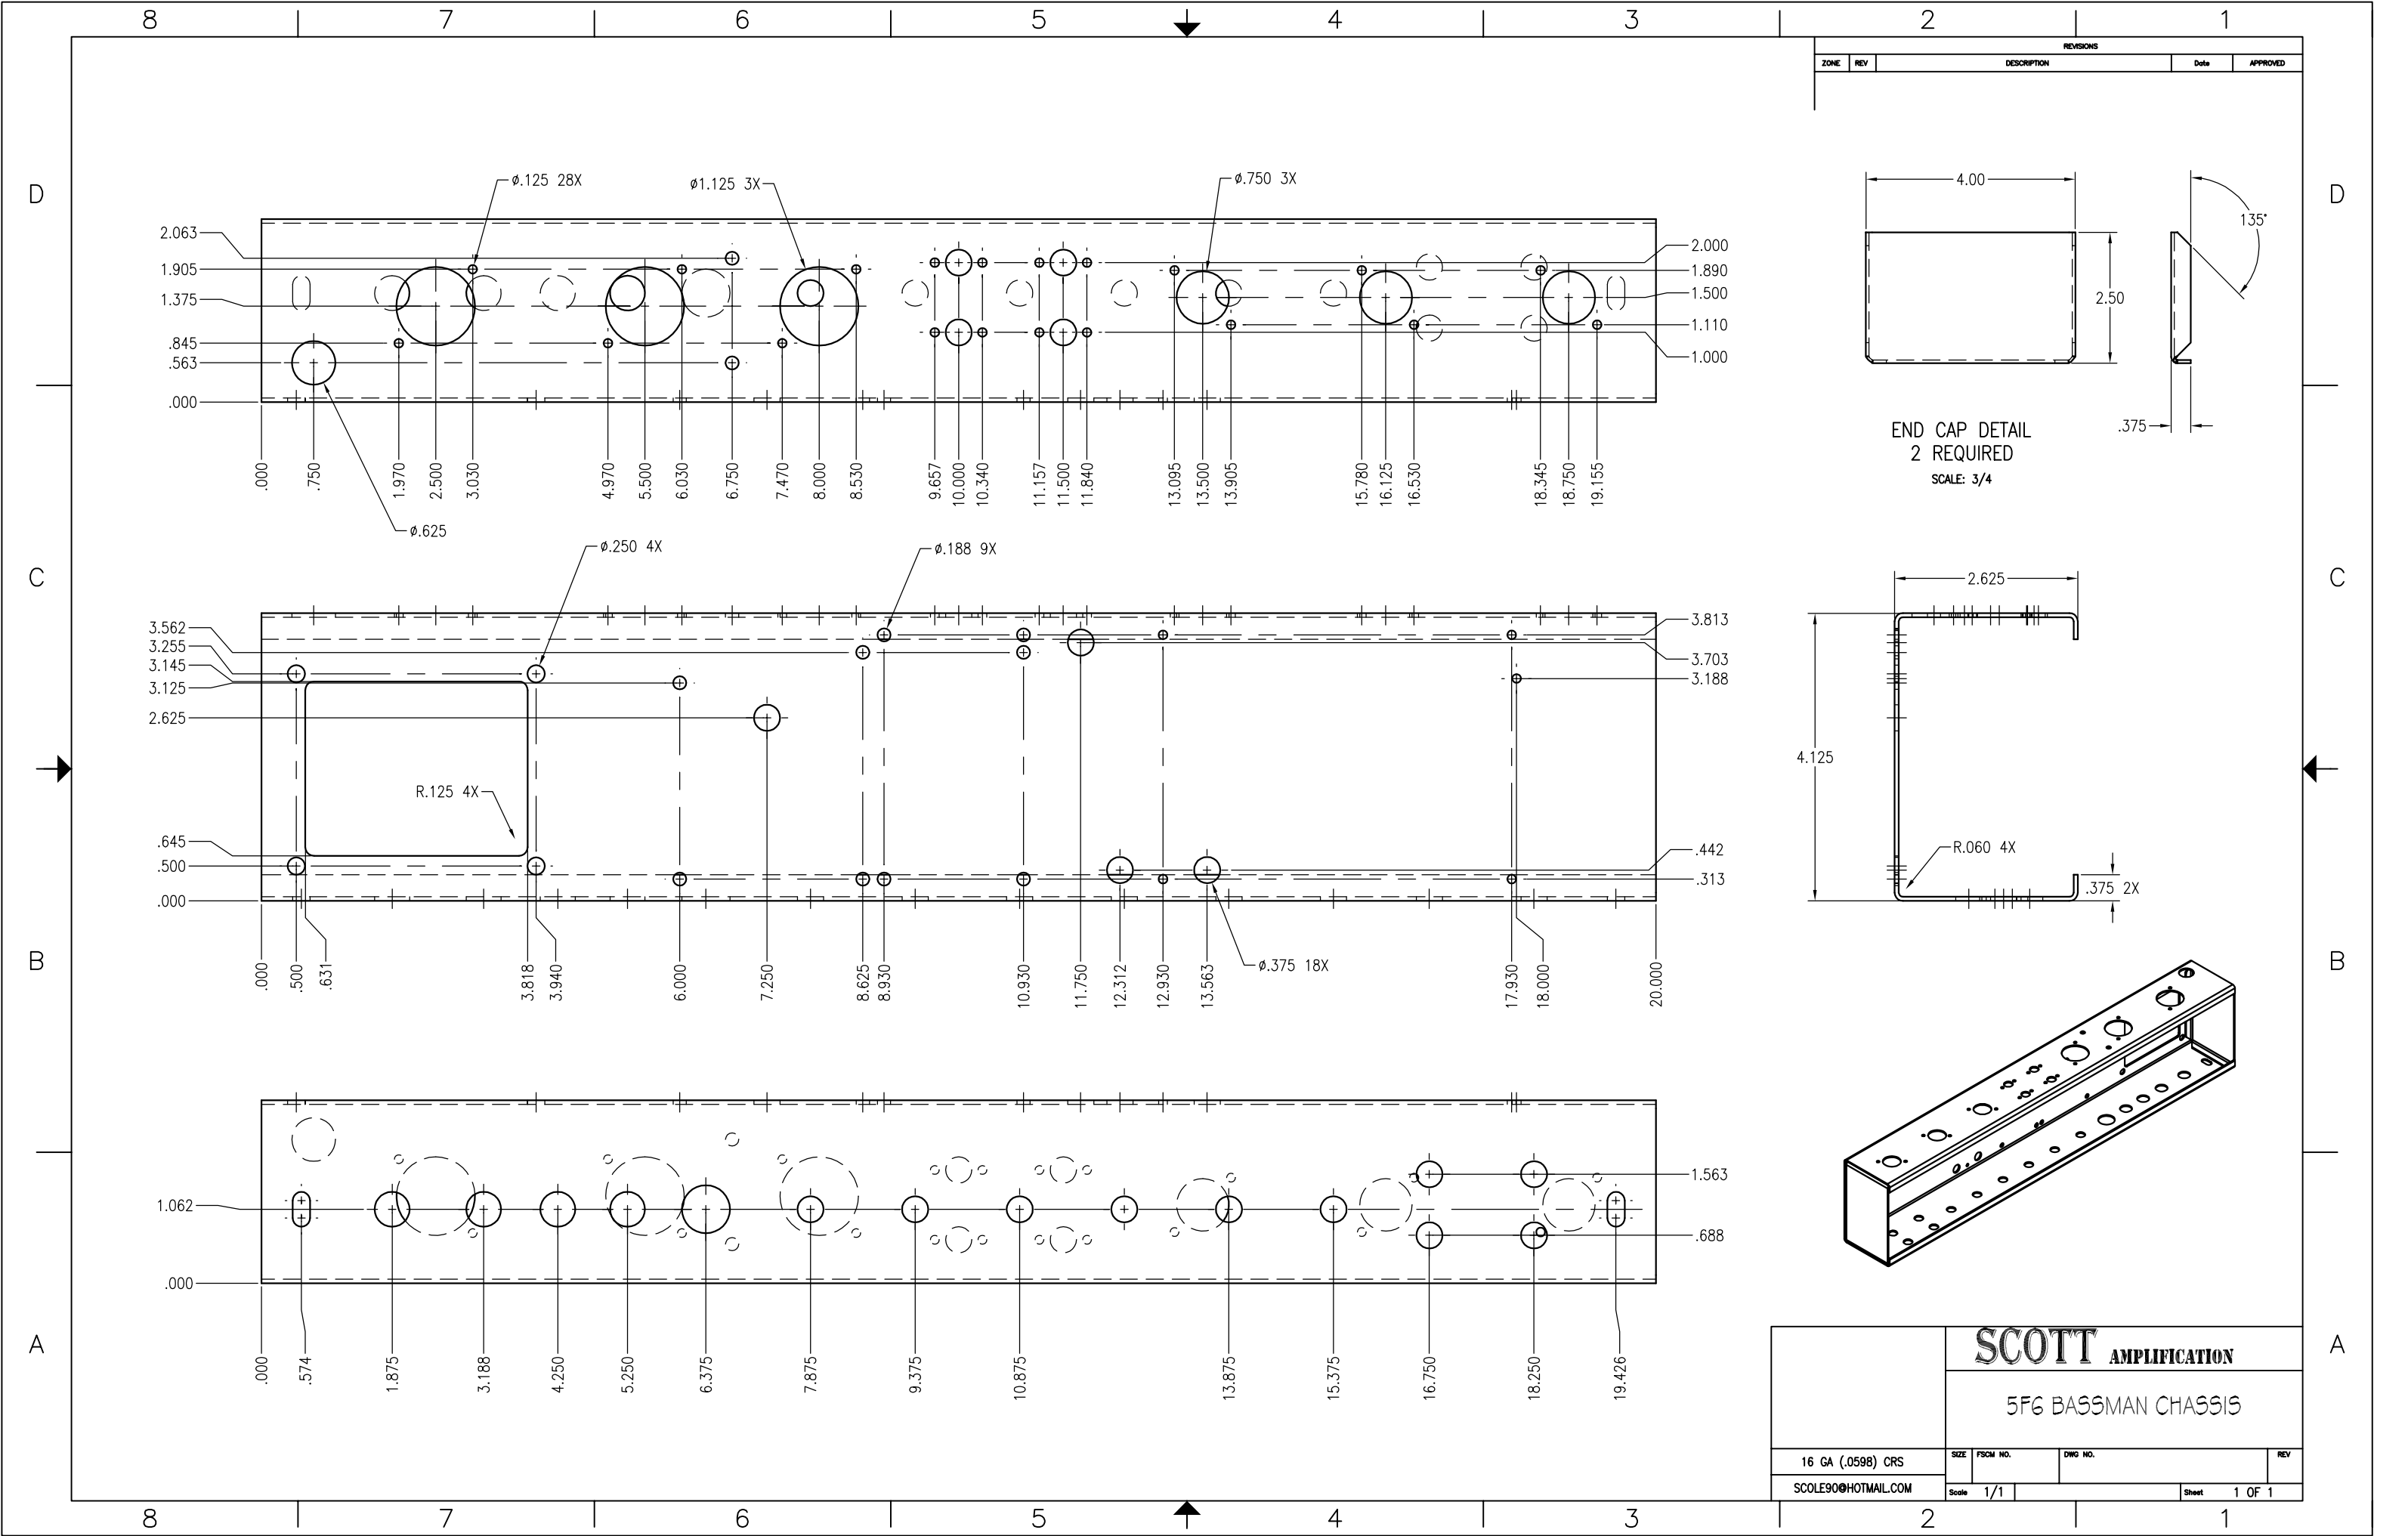 8 7 6 5 4 3 2 1
REVISIONS
ZONE REV DESCRIPTION Date APPROVED
D D
ø.125 28X
ø1.125 3X
ø.750 3X
2.063
1.905
1.375
.845
.563
.000
2.000
1.890
1.500
1.110
1.000
.000 .750 1.970 2.500 3.030 4.970 5.500 6.030 6.750 7.470 8.000 8.530 9.657 10.000 10.340 11.157 11.500 11.840 13.095 13.500 13.905 15.780 16.125 16.530 18.345 18.750 19.155
ø.625
4.00
135°
2.50
.375
END CAP DETAIL
2 REQUIRED
SCALE: 3/4
C C
ø.250 4X
ø.188 9X
3.562
3.255
3.145
3.125
2.625
R.125 4X
.645
.500
.000
3.813
3.703
3.188
.442
.313
ø.375 18X
.000 .500 .631 3.818 3.940 6.000 7.250 8.625 8.930 10.930 11.750 12.312 12.930 13.563 17.930 18.000 20.000
2.625
4.125
R.060 4X
.375 2X
B B
1.062
.000
1.563
.688
.000 .574 1.875 3.188 4.250 5.250 6.375 7.875 9.375 10.875 13.875 15.375 16.750 18.250 19.426
A A
SCOTT AMPLIFICATION
5F6 BASSMAN CHASSIS
16 GA (.0598) CRS
SCOLE90@HOTMAIL.COM
SIZE FSCM NO. DWG NO. REV
Scale 1/1 Sheet 1 OF 1
8 7 6 5 4 3 2 1